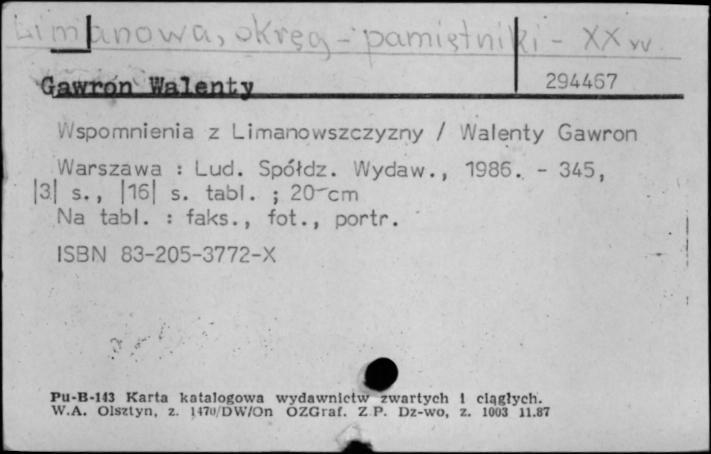 Limanowa, okręg - pamiętniki - XX w.
Gawron Walenty
294467
Wspomnienia z Limanowszczyzny / Walenty Gawron
Warszawa : Lud. Spółdz. Wydaw., 1986. - 345,
|3| s., |16| s. tabl. ; 20 cm
Na tabl. : faks., fot., portr.
ISBN 83-205-3772-X
Pu-B-143 Karta katalogowa wydawnictw zwartych i ciągłych.
W.A. Olsztyn, z. 1470/DW/On OZGraf. Z.P. Dz-wo, z. 1003 11.87